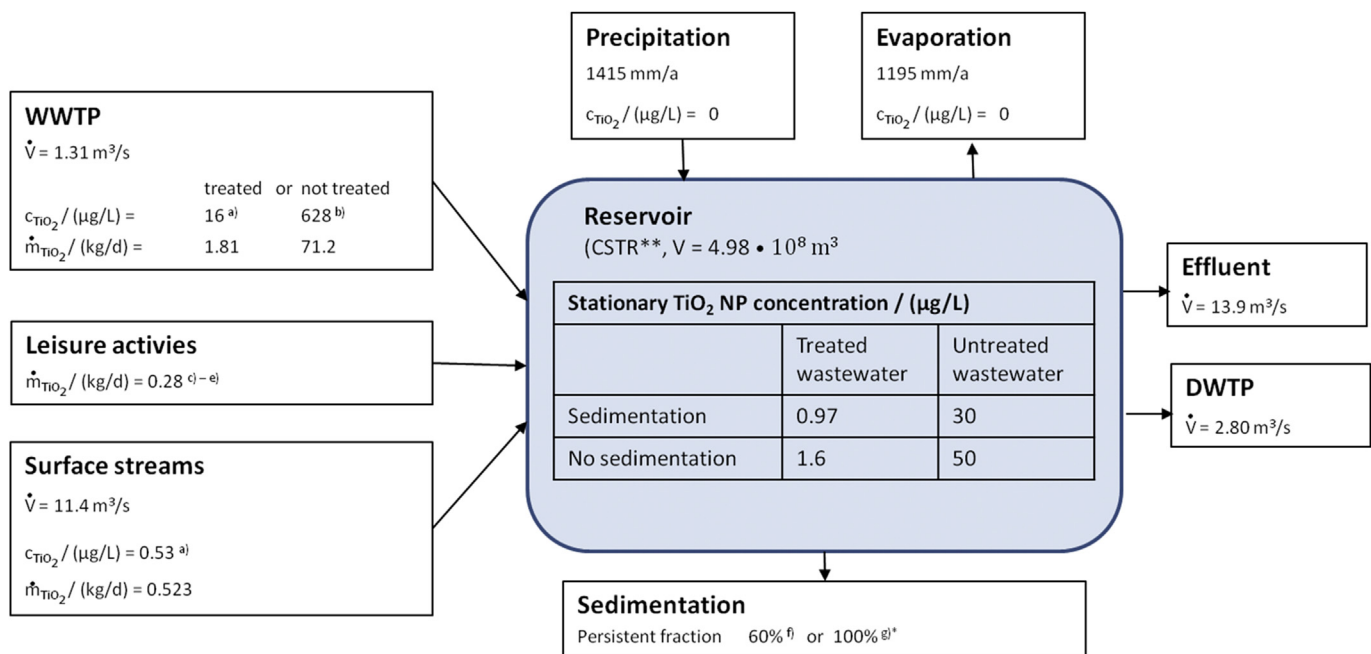 Precipitation
1415 mm/a
cTiO₂ / (µg/L) = 0
Evaporation
1195 mm/a
cTiO₂ / (µg/L) = 0
WWTP
V̇ = 1.31 m³/s
treated or not treated
cTiO₂ / (µg/L) = 16 ᵃ⁾ 628 ᵇ⁾
ṁTiO₂ / (kg/d) = 1.81 71.2
Leisure activies
ṁTiO₂ / (kg/d) = 0.28 ᶜ⁾ ⁻ ᵉ⁾
Surface streams
V̇ = 11.4 m³/s
cTiO₂ / (µg/L) = 0.53 ᵃ⁾
ṁTiO₂ / (kg/d) = 0.523
Reservoir
(CSTR**, V = 4.98 • 10⁸ m³
Stationary TiO₂ NP concentration / (µg/L)
Treated wastewater
Untreated wastewater
Sedimentation 0.97 30
No sedimentation 1.6 50
Effluent
V̇ = 13.9 m³/s
DWTP
V̇ = 2.80 m³/s
Sedimentation
Persistent fraction 60% ᶠ⁾ or 100% ᵍ⁾*